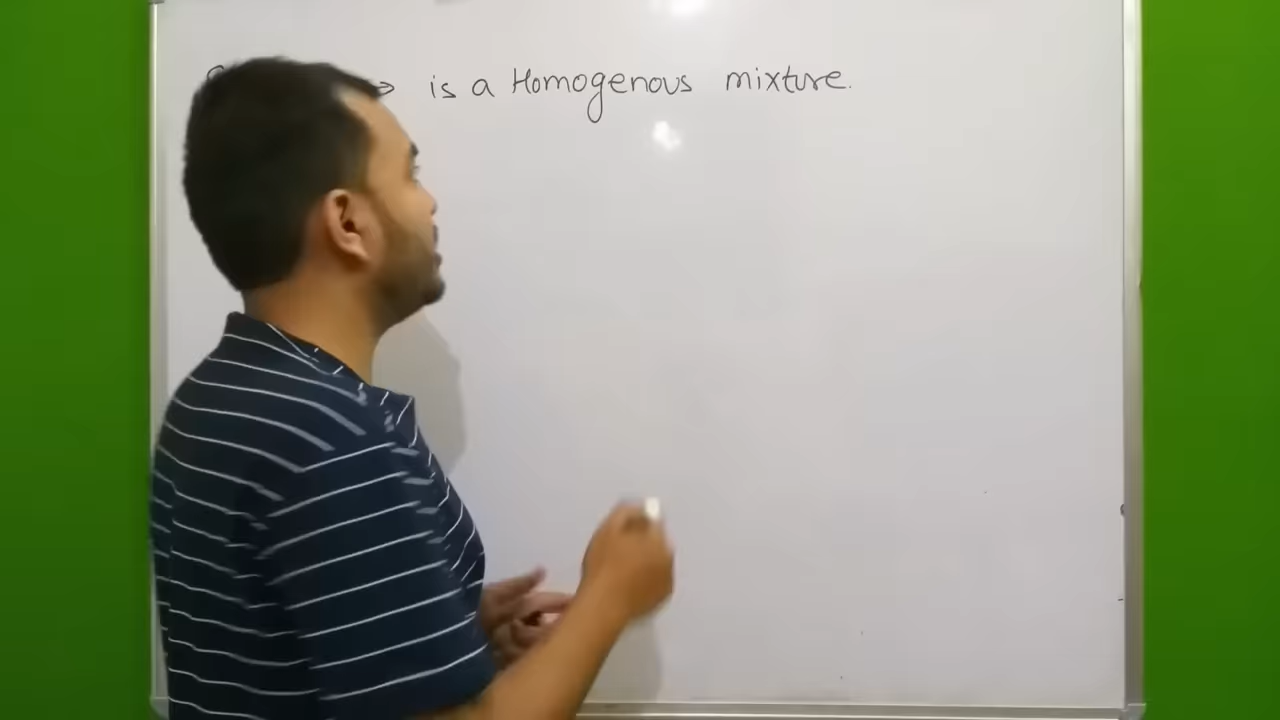 → is a Homogenous mixture.